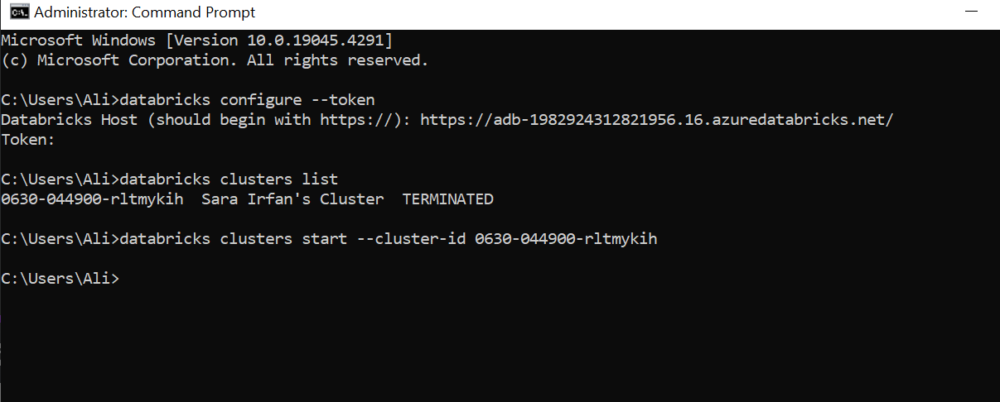 Administrator: Command Prompt
Microsoft Windows [Version 10.0.19045.4291]
(c) Microsoft Corporation. All rights reserved.
C:\Users\Ali>databricks configure --token
Databricks Host (should begin with https://): https://adb-1982924312821956.16.azuredatabricks.net/
Token:
C:\Users\Ali>databricks clusters list
0630-044900-rltmykih  Sara Irfan's Cluster  TERMINATED
C:\Users\Ali>databricks clusters start --cluster-id 0630-044900-rltmykih
C:\Users\Ali>